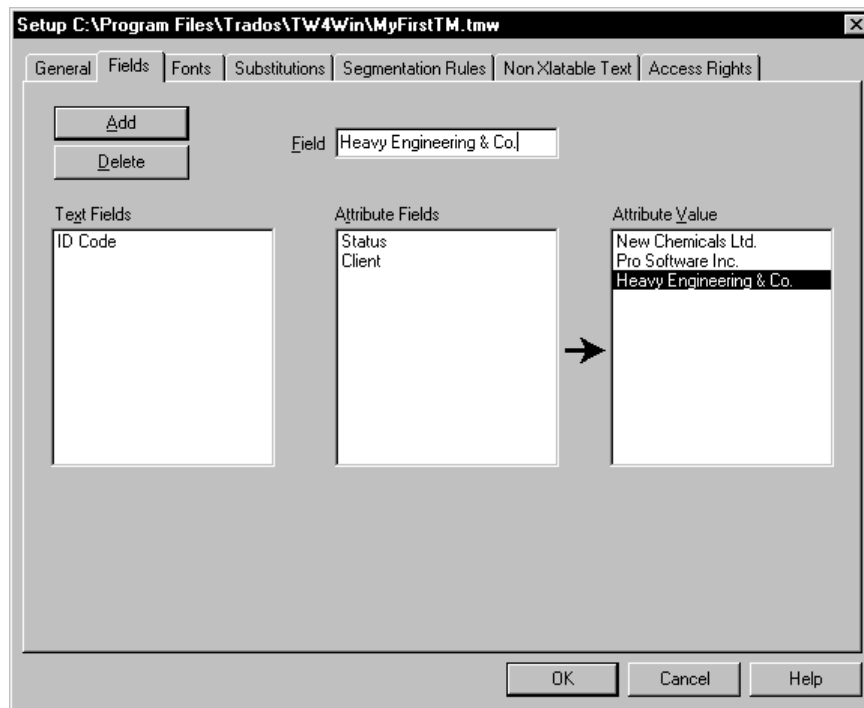 Setup C:\Program Files\Trados\TW4Win\MyFirstTM.tmw
General Fields Fonts Substitutions Segmentation Rules Non Xlatable Text Access Rights
Add
Delete
Field Heavy Engineering & Co.
Text Fields
ID Code
Attribute Fields
Status
Client
Attribute Value
New Chemicals Ltd.
Pro Software Inc.
Heavy Engineering & Co.
OK Cancel Help